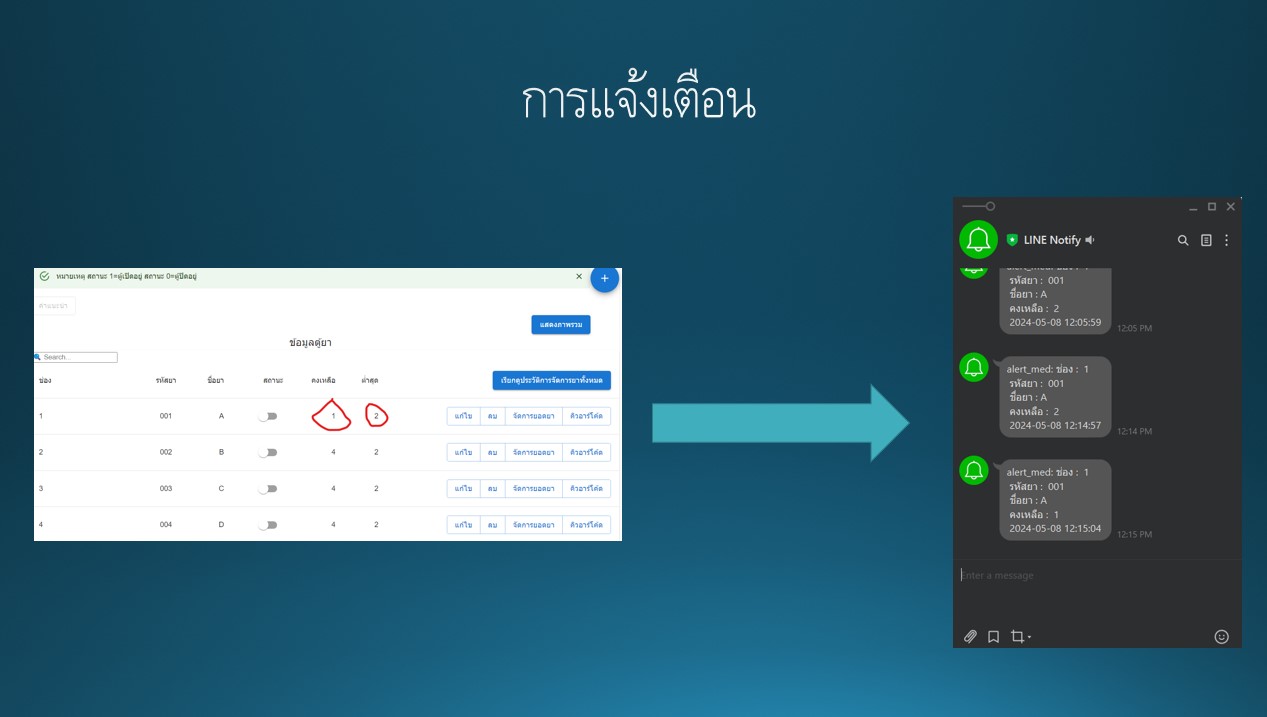 การแจ้งเตือน
หมายเหตุ สถานะ 1=ตู้เปิดอยู่ สถานะ 0=ตู้ปิดอยู่
+
คำแนะนำ
แสดงภาพรวม
ข้อมูลตู้ยา
Search...
ช่อง รหัสยา ชื่อยา สถานะ คงเหลือ ต่ำสุด เรียกดูประวัติการจัดการยาทั้งหมด
1 001 A 1 2 แก้ไข ลบ จัดการยอดยา คิวอาร์โค้ด
2 002 B 4 2 แก้ไข ลบ จัดการยอดยา คิวอาร์โค้ด
3 003 C 4 2 แก้ไข ลบ จัดการยอดยา คิวอาร์โค้ด
4 004 D 4 2 แก้ไข ลบ จัดการยอดยา คิวอาร์โค้ด
LINE Notify
alert_med: ช่อง : 1
รหัสยา : 001
ชื่อยา : A
คงเหลือ : 2
2024-05-08 12:05:59
12:05 PM
alert_med: ช่อง : 1
รหัสยา : 001
ชื่อยา : A
คงเหลือ : 2
2024-05-08 12:14:57
12:14 PM
alert_med: ช่อง : 1
รหัสยา : 001
ชื่อยา : A
คงเหลือ : 1
2024-05-08 12:15:04
12:15 PM
Enter a message